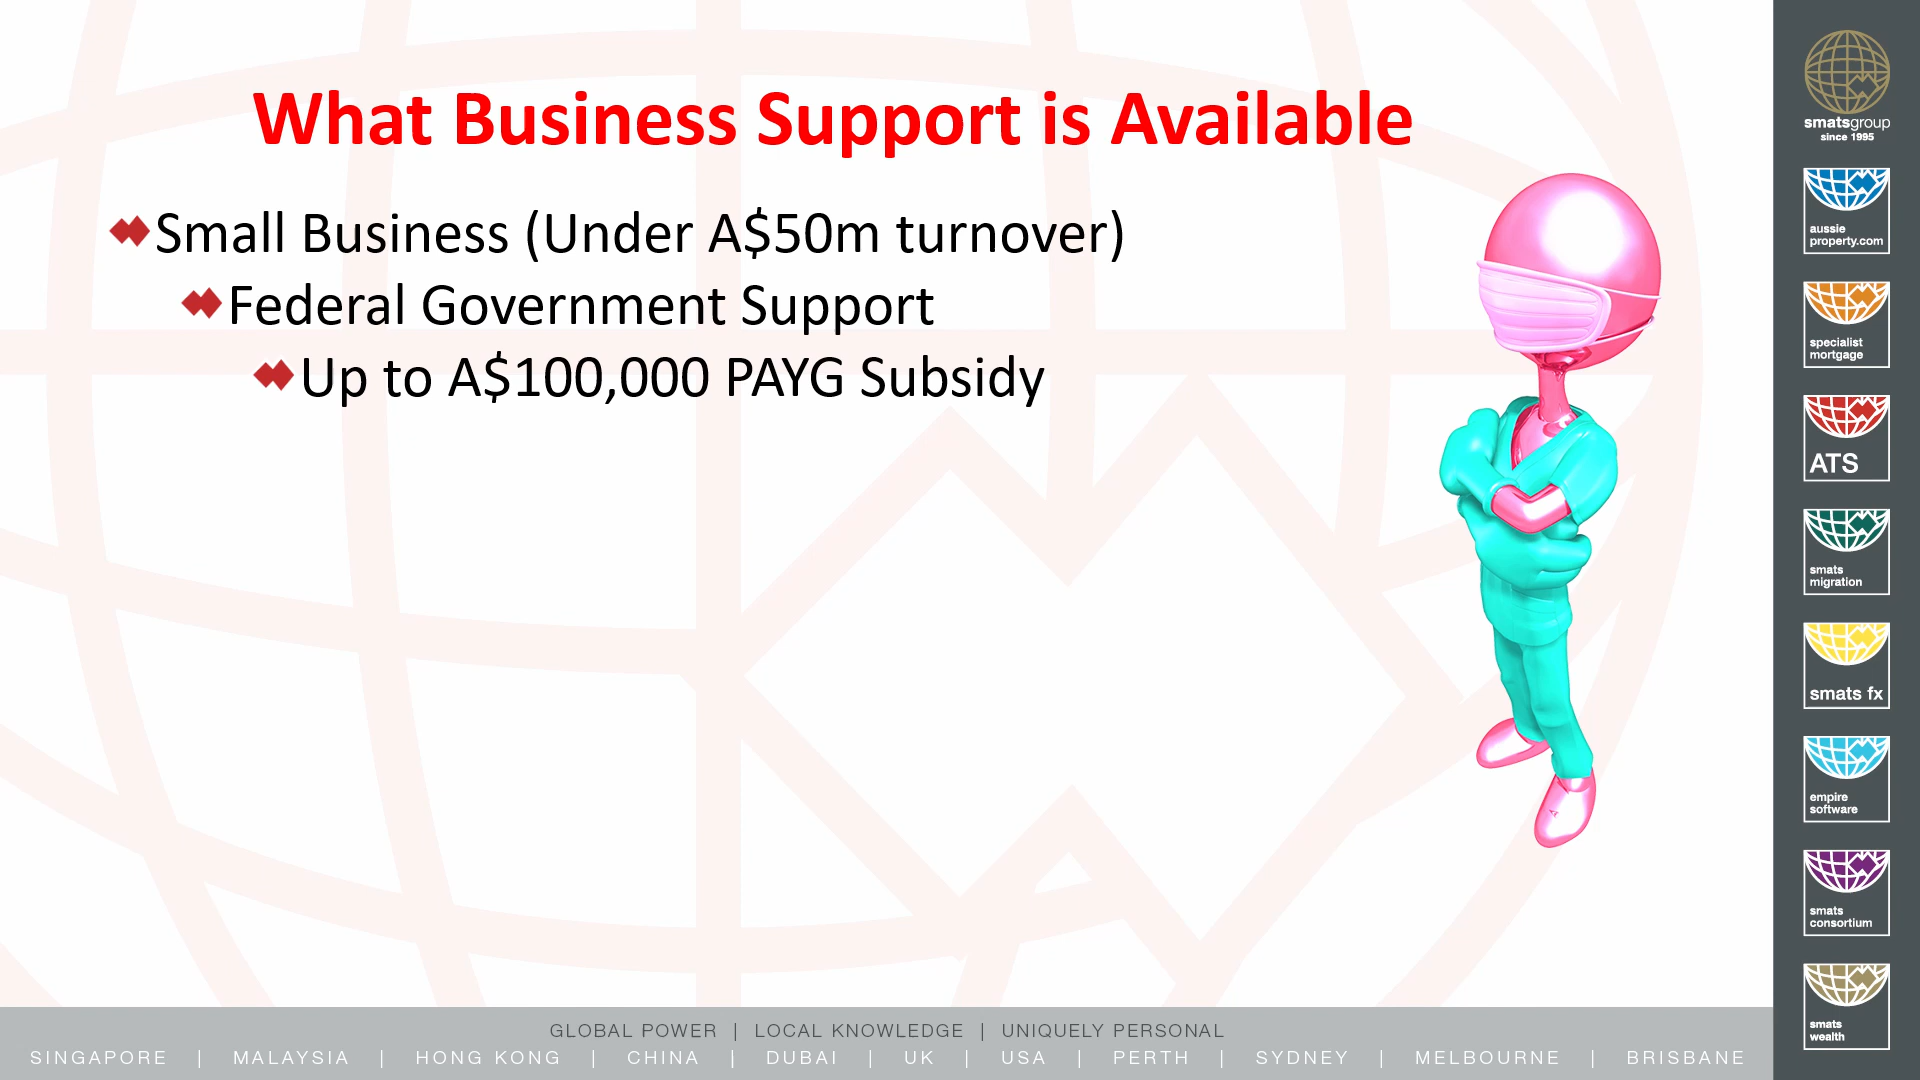 What Business Support is Available
Small Business (Under A$50m turnover)
Federal Government Support
Up to A$100,000 PAYG Subsidy
smatsgroup
since 1995
aussie
property.com
specialist
mortgage
ATS
smats
migration
smats fx
empire
software
smats
consortium
smats
wealth
GLOBAL POWER | LOCAL KNOWLEDGE | UNIQUELY PERSONAL
SINGAPORE | MALAYSIA | HONG KONG | CHINA | DUBAI | UK | USA | PERTH | SYDNEY | MELBOURNE | BRISBANE